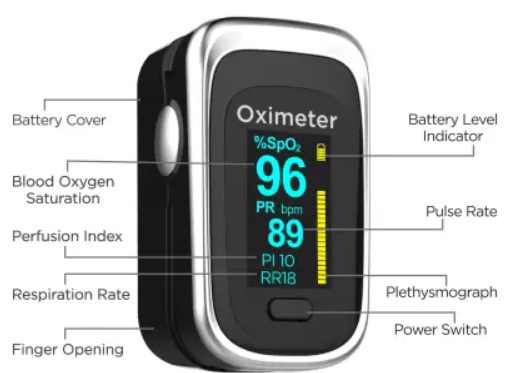 Oximeter
%SpO₂
96
PR bpm
89
PI 10
RR18
Battery Cover
Blood Oxygen
Saturation
Perfusion Index
Respiration Rate
Finger Opening
Battery Level
Indicator
Pulse Rate
Plethysmograph
Power Switch